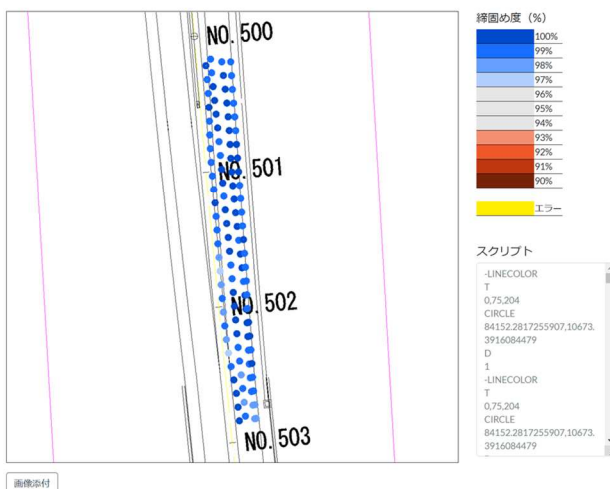 NO.500
NO.501
NO.502
NO.503
画像添付
締固め度（%）
100%
99%
98%
97%
96%
95%
94%
93%
92%
91%
90%
エラー
スクリプト
-LINECOLOR
T
0,75,204
CIRCLE
84152.2817255907,10673.
3916084479
D
1
-LINECOLOR
T
0,75,204
CIRCLE
84152.2817255907,10673.
3916084479